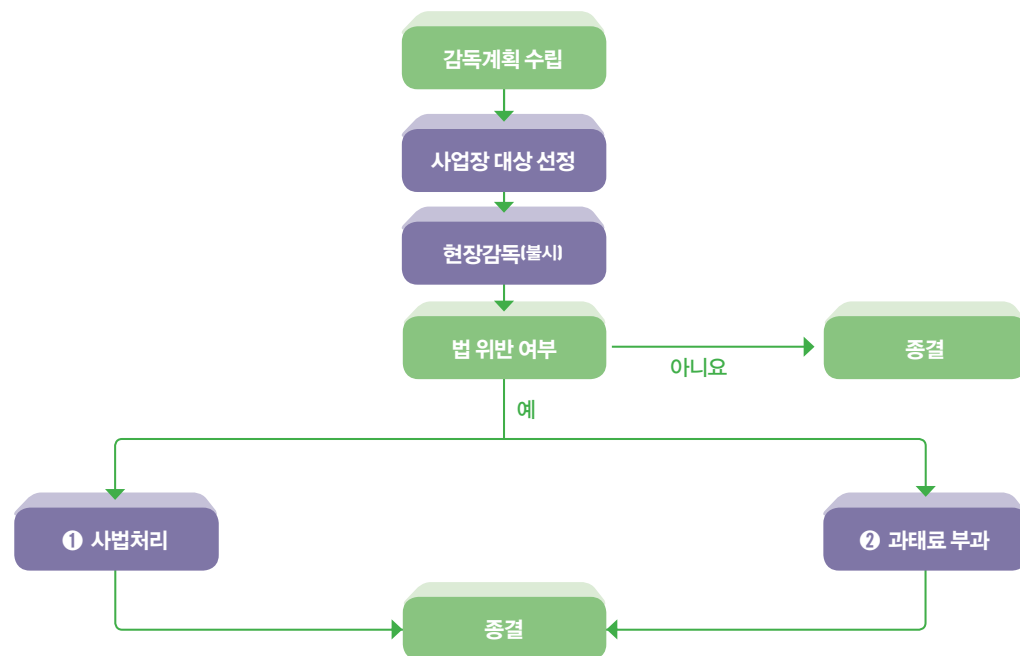 감독계획 수립
사업장 대상 선정
현장감독(불시)
법 위반 여부
아니요
종결
예
❶ 사법처리
❷ 과태료 부과
종결